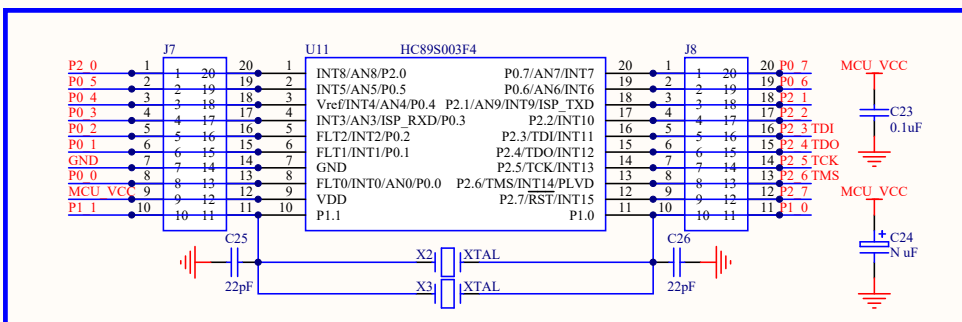 J7 U11 HC89S003F4 J8
P2_0 1 1 20 20 1 INT8/AN8/P2.0 P0.7/AN7/INT7 20 1 1 20 20 P0_7 MCU_VCC
P0_5 2 2 19 19 2 INT5/AN5/P0.5 P0.6/AN6/INT6 19 2 2 19 19 P0_6
P0_4 3 3 18 18 3 Vref/INT4/AN4/P0.4 P2.1/AN9/INT9/ISP_TXD 18 3 3 18 18 P2_1
P0_3 4 4 17 17 4 INT3/AN3/ISP_RXD/P0.3 P2.2/INT10 17 4 4 17 17 P2_2 C23
P0_2 5 5 16 16 5 FLT2/INT2/P0.2 P2.3/TDI/INT11 16 5 5 16 16 P2_3 TDI 0.1uF
P0_1 6 6 15 15 6 FLT1/INT1/P0.1 P2.4/TDO/INT12 15 6 6 15 15 P2_4 TDO
GND 7 7 14 14 7 GND P2.5/TCK/INT13 14 7 7 14 14 P2_5 TCK
P0_0 8 8 13 13 8 FLT0/INT0/AN0/P0.0 P2.6/TMS/INT14/PLVD 13 8 8 13 13 P2_6 TMS
MCU_VCC 9 9 12 12 9 VDD P2.7/RST/INT15 12 9 9 12 12 P2_7 MCU_VCC
P1_1 10 10 11 11 10 P1.1 P1.0 11 10 10 11 11 P1_0
C25 C26 + C24
X2 XTAL N uF
22pF X3 XTAL 22pF